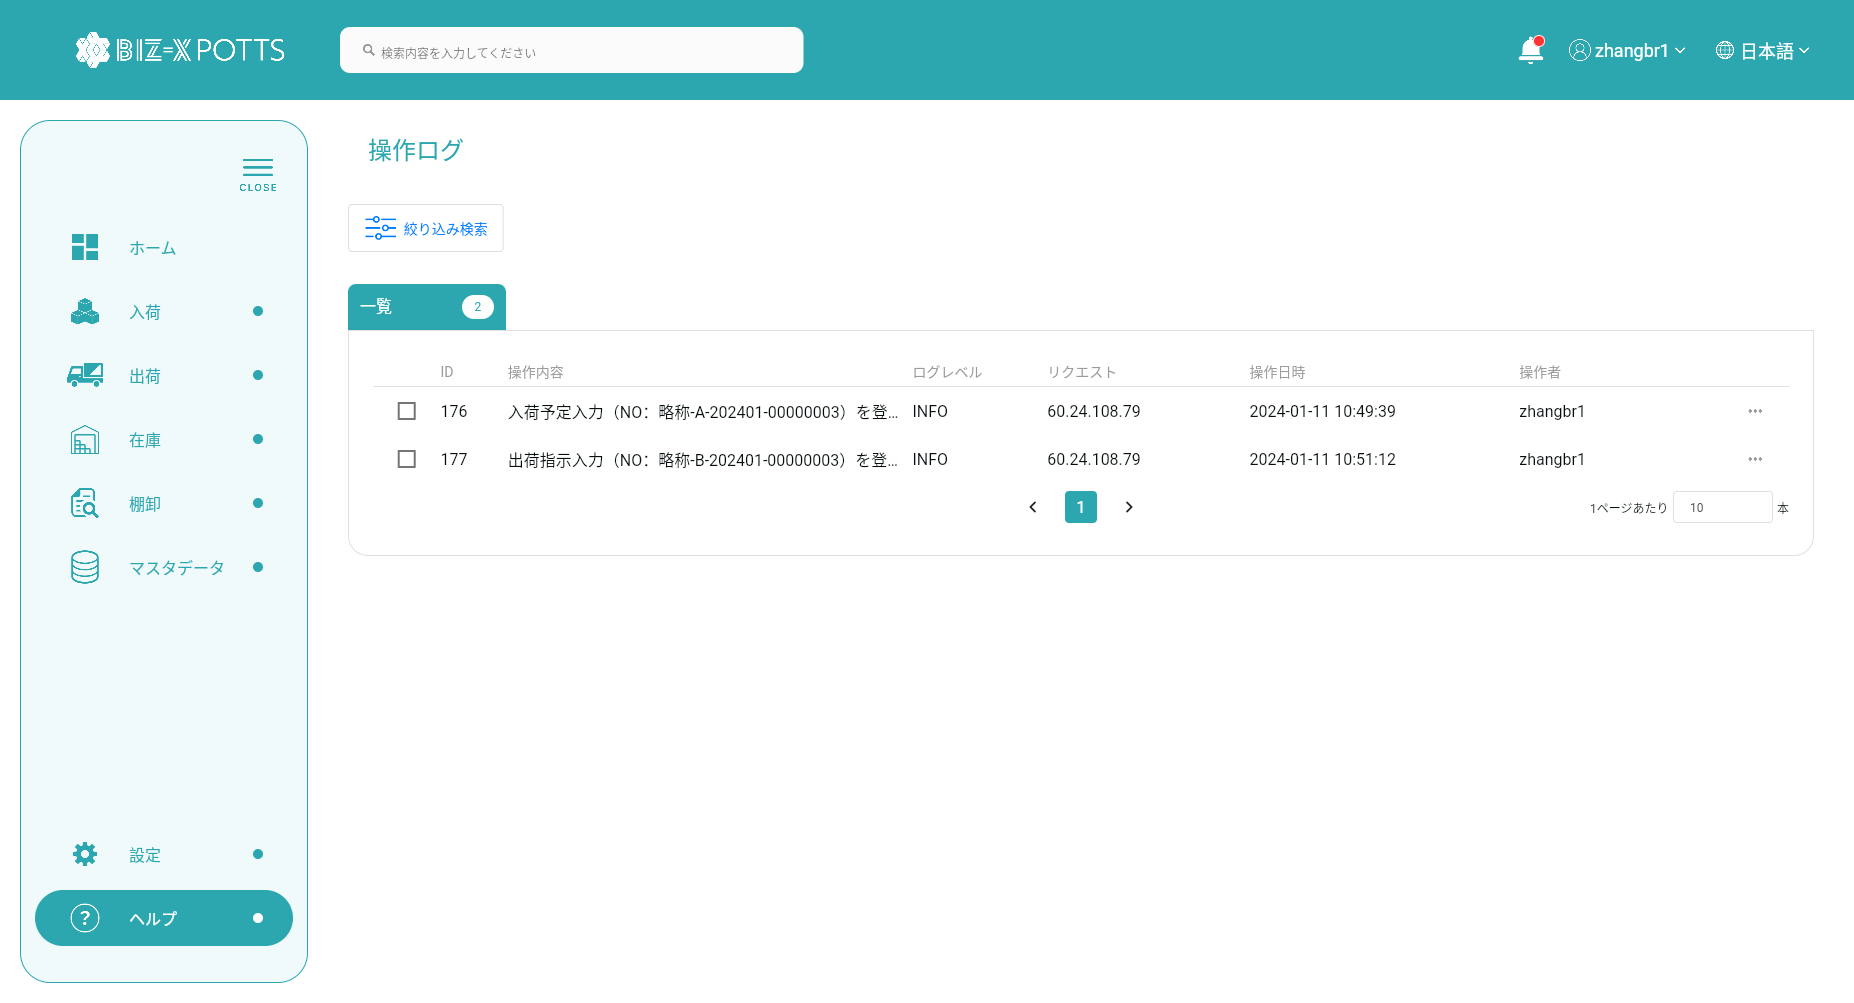 BIZ=X POTTS
検索内容を入力してください
zhangbr1
日本語
CLOSE
ホーム
入荷
出荷
在庫
棚卸
マスタデータ
設定
ヘルプ
操作ログ
絞り込み検索
一覧 2
ID 操作内容 ログレベル リクエスト 操作日時 操作者
176 入荷予定入力（NO：略称-A-202401-00000003）を登... INFO 60.24.108.79 2024-01-11 10:49:39 zhangbr1
177 出荷指示入力（NO：略称-B-202401-00000003）を登... INFO 60.24.108.79 2024-01-11 10:51:12 zhangbr1
1
1ページあたり 10 本